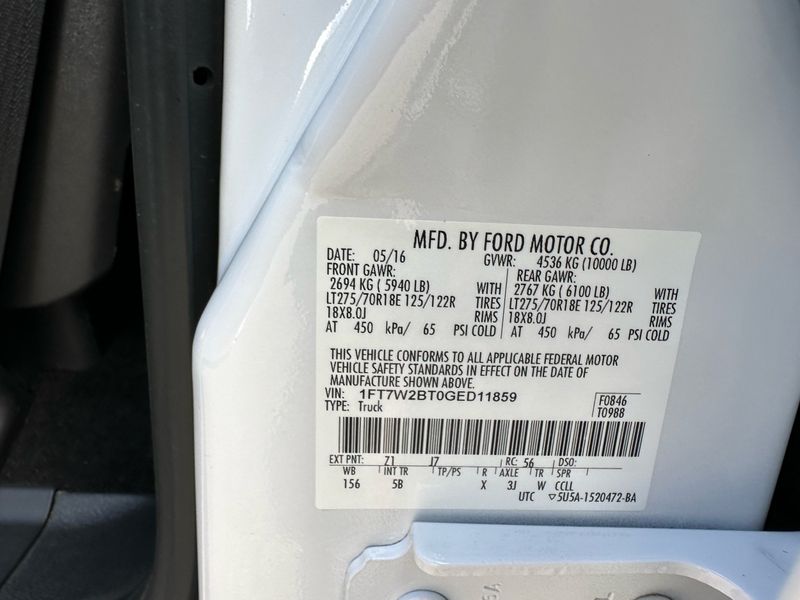 MFD. BY FORD MOTOR CO.
DATE: 05/16 GVWR: 4536 KG (10000 LB)
FRONT GAWR: REAR GAWR:
2694 KG ( 5940 LB) WITH 2767 KG ( 6100 LB) WITH
LT275/70R18E 125/122R TIRES LT275/70R18E 125/122R TIRES
18X8.0J RIMS 18X8.0J RIMS
AT 450 kPa/ 65 PSI COLD AT 450 kPa/ 65 PSI COLD
THIS VEHICLE CONFORMS TO ALL APPLICABLE FEDERAL MOTOR
VEHICLE SAFETY STANDARDS IN EFFECT ON THE DATE OF
MANUFACTURE SHOWN ABOVE.
VIN: 1FT7W2BT0GED11859 F0846
TYPE: Truck T0988
EXT PNT: Z1 J7 RC: 56 DSO:
WB INT TR TP/PS R AXLE TR SPR
156 5B X 3J W CCLL
UTC ▽5U5A-1520472-BA